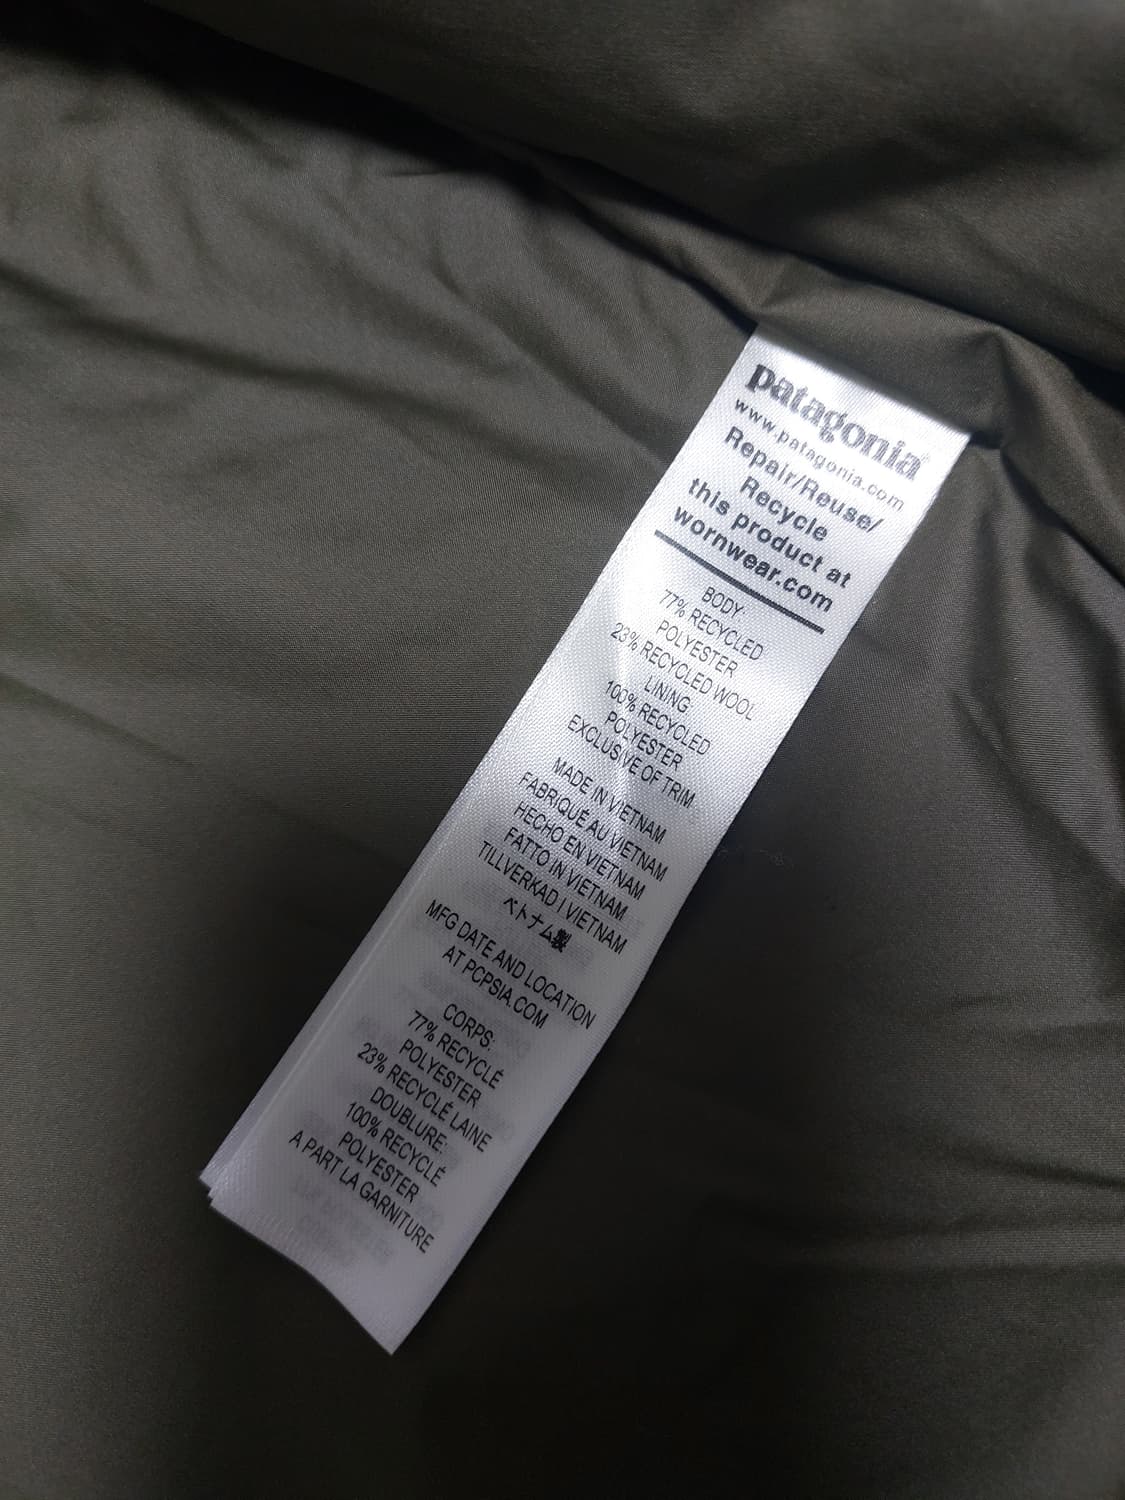 patagonia®
www.patagonia.com
Repair/Reuse/
Recycle
this product at
wornwear.com
BODY:
77% RECYCLED
POLYESTER
23% RECYCLED WOOL
LINING
100% RECYCLED
POLYESTER
EXCLUSIVE OF TRIM
MADE IN VIETNAM
FABRIQUE AU VIETNAM
HECHO EN VIETNAM
FATTO IN VIETNAM
TILLVERKAD I VIETNAM
ベトナム製
MFG DATE AND LOCATION
AT PCPSIA.COM
CORPS:
77% RECYCLÉ
POLYESTER
23% RECYCLÉ LAINE
DOUBLURE:
100% RECYCLÉ
POLYESTER
A PART LA GARNITURE